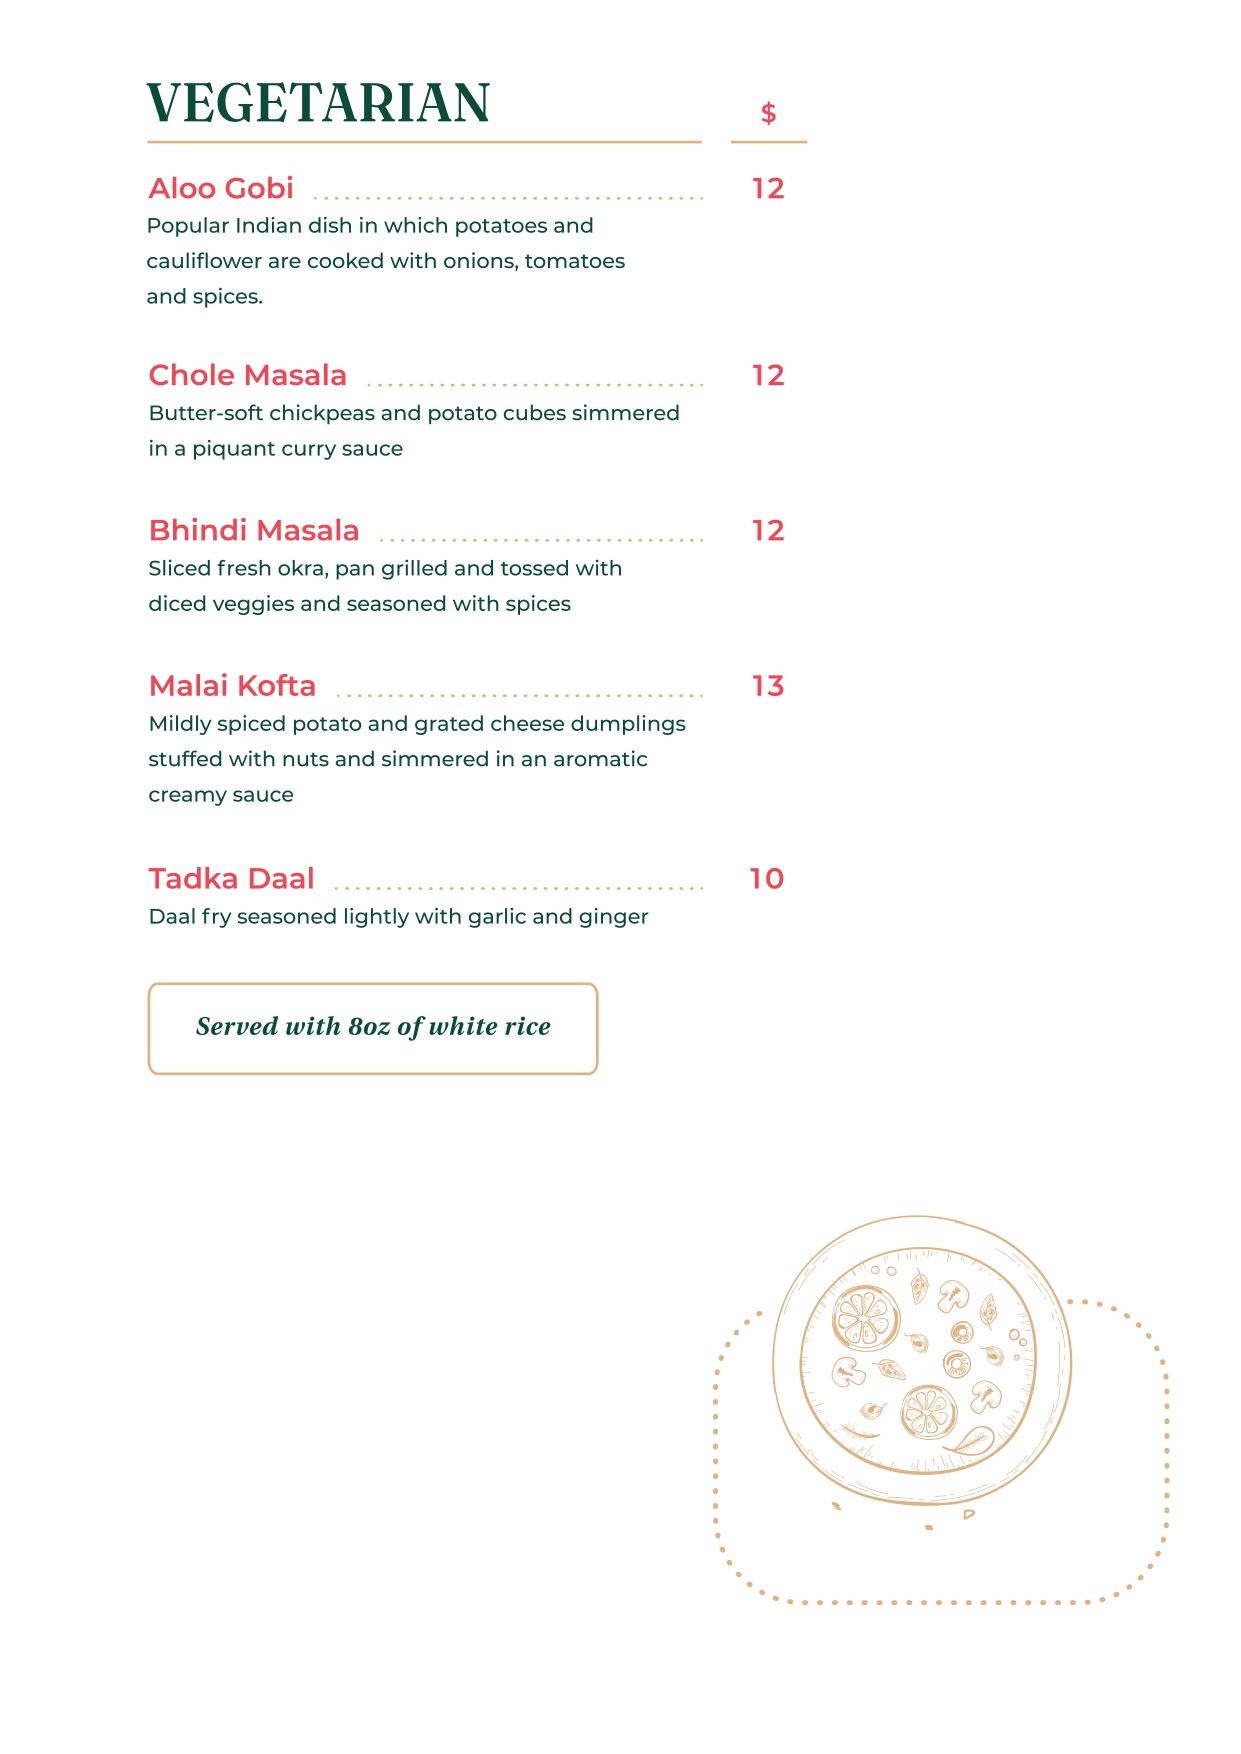 VEGETARIAN $
Aloo Gobi 12
Popular Indian dish in which potatoes and
cauliflower are cooked with onions, tomatoes
and spices.
Chole Masala 12
Butter-soft chickpeas and potato cubes simmered
in a piquant curry sauce
Bhindi Masala 12
Sliced fresh okra, pan grilled and tossed with
diced veggies and seasoned with spices
Malai Kofta 13
Mildly spiced potato and grated cheese dumplings
stuffed with nuts and simmered in an aromatic
creamy sauce
Tadka Daal 10
Daal fry seasoned lightly with garlic and ginger
Served with 8oz of white rice